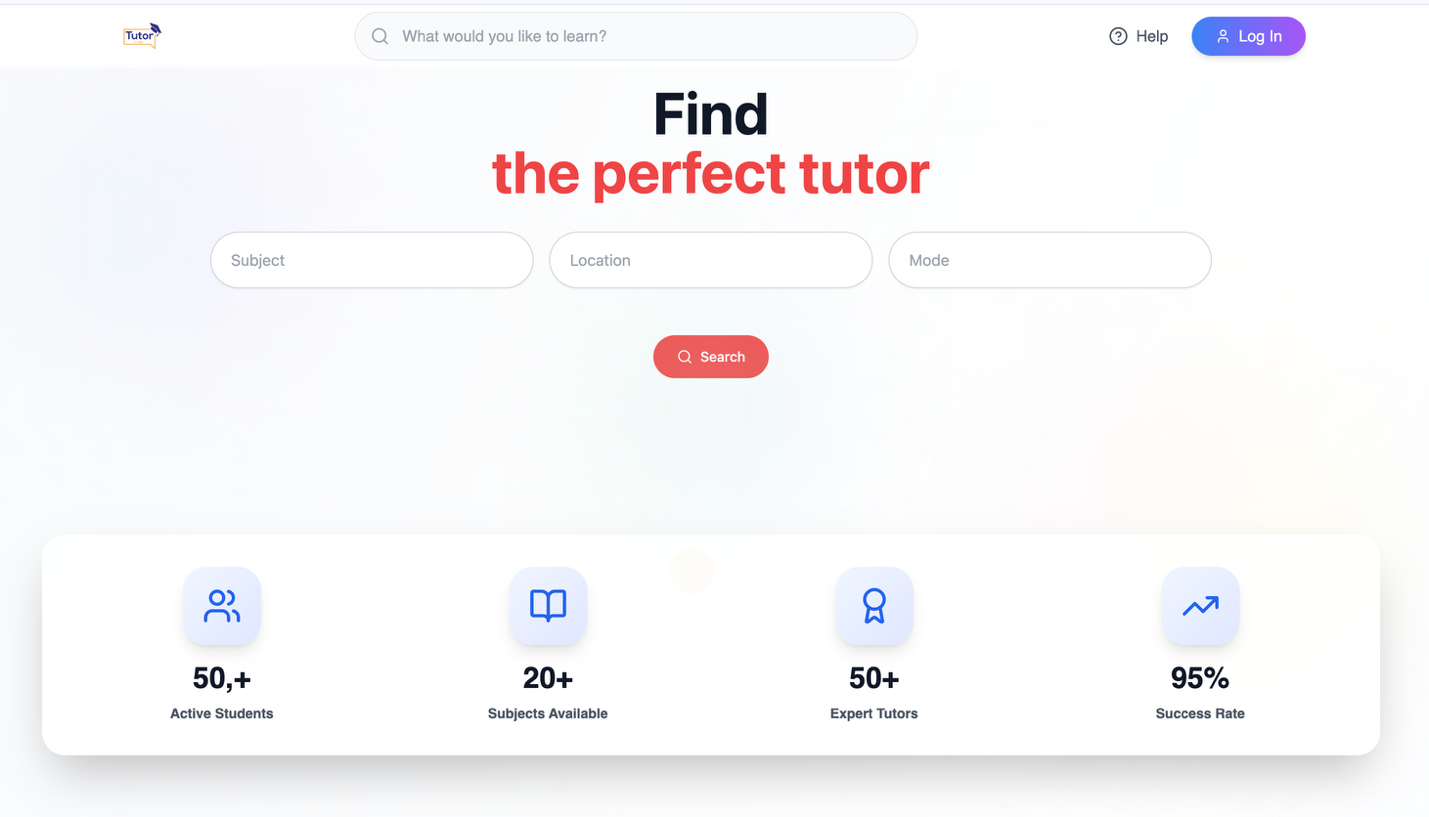 Tutor
What would you like to learn?
Help
Log In
Find
the perfect tutor
Subject
Location
Mode
Search
50,+
20+
50+
95%
Active Students
Subjects Available
Expert Tutors
Success Rate